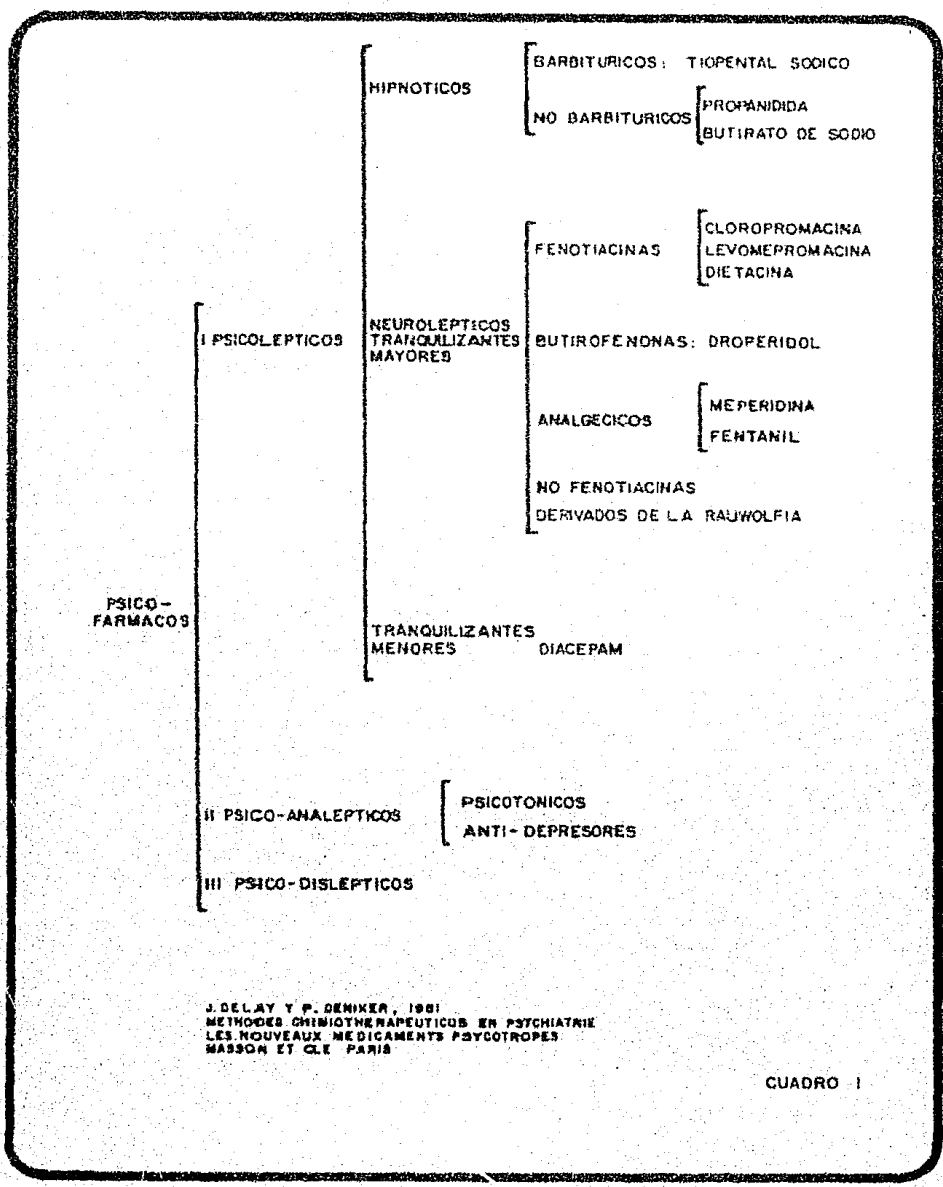 HIPNOTICOS
BARBITURICOS: TIOPENTAL SODICO
NO BARBITURICOS
PROPANIDIDA
BUTIRATO DE SODIO
PSICO-
FARMACOS
I PSICOLEPTICOS
NEUROLEPTICOS
TRANQUILIZANTES
MAYORES
FENOTIACINAS
CLOROPROMACINA
LEVOMEPROMACINA
DIETACINA
BUTIROFENONAS: DROPERIDOL
ANALGECICOS
MEPERIDINA
FENTANIL
NO FENOTIACINAS
DERIVADOS DE LA RAUWOLFIA
TRANQUILIZANTES
MENORES DIACEPAM
II PSICO-ANALEPTICOS
PSICOTONICOS
ANTI-DEPRESORES
III PSICO-DISLEPTICOS
J. DELAY Y P. DENIKER, 1961
METHODES CHIMIOTHERAPEUTICUS EN PSTCHIATRIE
LES NOUVEAUX MEDICAMENTS PSYCOTROPES
MASSON ET CLE PARIS
CUADRO I